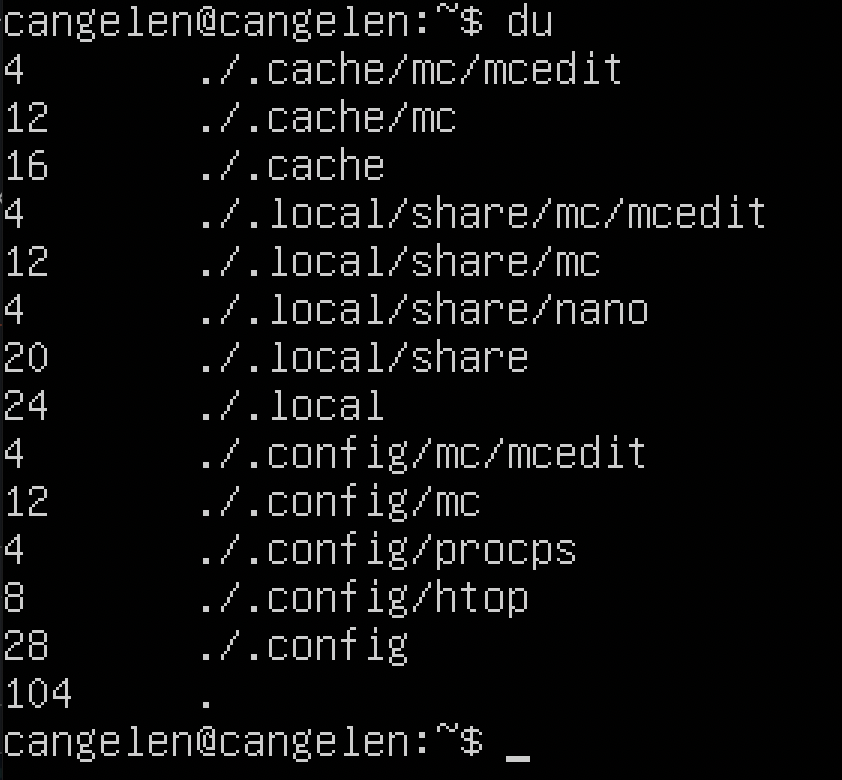 cangelen@cangelen:~$ du
4 ./.cache/mc/mcedit
12 ./.cache/mc
16 ./.cache
4 ./.local/share/mc/mcedit
12 ./.local/share/mc
4 ./.local/share/nano
20 ./.local/share
24 ./.local
4 ./.config/mc/mcedit
12 ./.config/mc
4 ./.config/procps
8 ./.config/htop
28 ./.config
104 .
cangelen@cangelen:~$ _